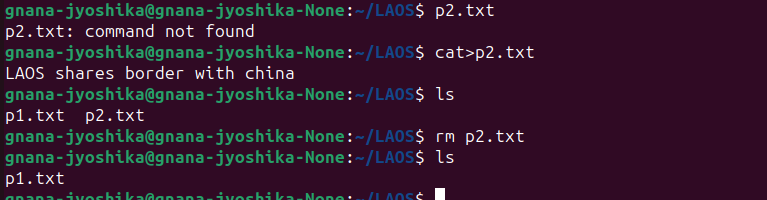 gnana-jyoshika@gnana-jyoshika-None:~/LAOS$ p2.txt
p2.txt: command not found
gnana-jyoshika@gnana-jyoshika-None:~/LAOS$ cat>p2.txt
LAOS shares border with china
gnana-jyoshika@gnana-jyoshika-None:~/LAOS$ ls
p1.txt  p2.txt
gnana-jyoshika@gnana-jyoshika-None:~/LAOS$ rm p2.txt
gnana-jyoshika@gnana-jyoshika-None:~/LAOS$ ls
p1.txt
gnana-jyoshika@gnana-jyoshika-None:~/LAOS$